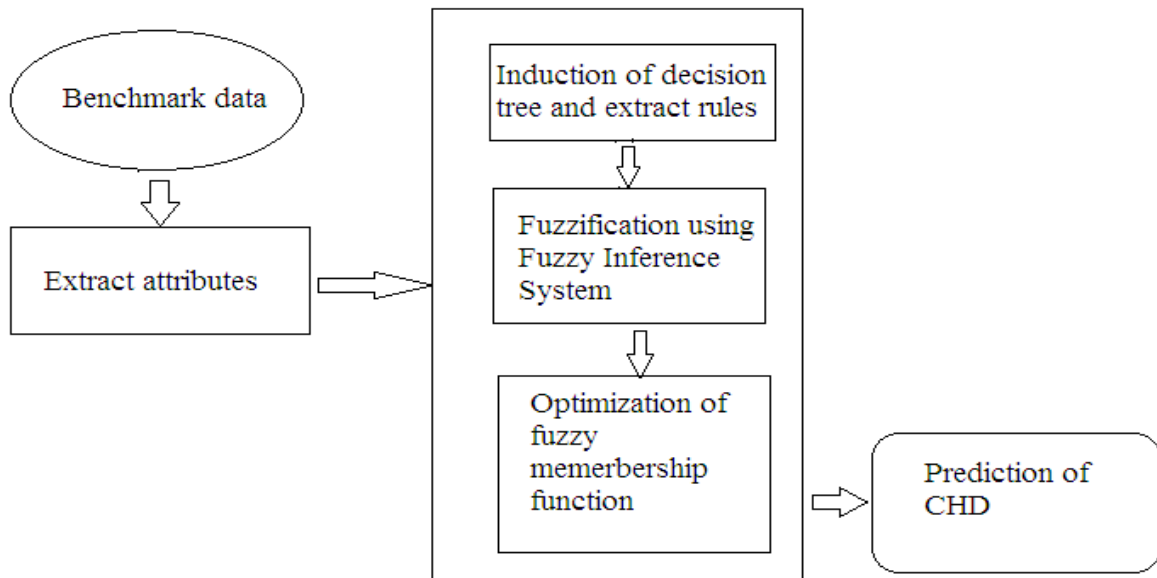 Benchmark data
Extract attributes
Induction of decision
tree and extract rules
Fuzzification using
Fuzzy Inference
System
Optimization of
fuzzy
memerbership
function
Prediction of
CHD